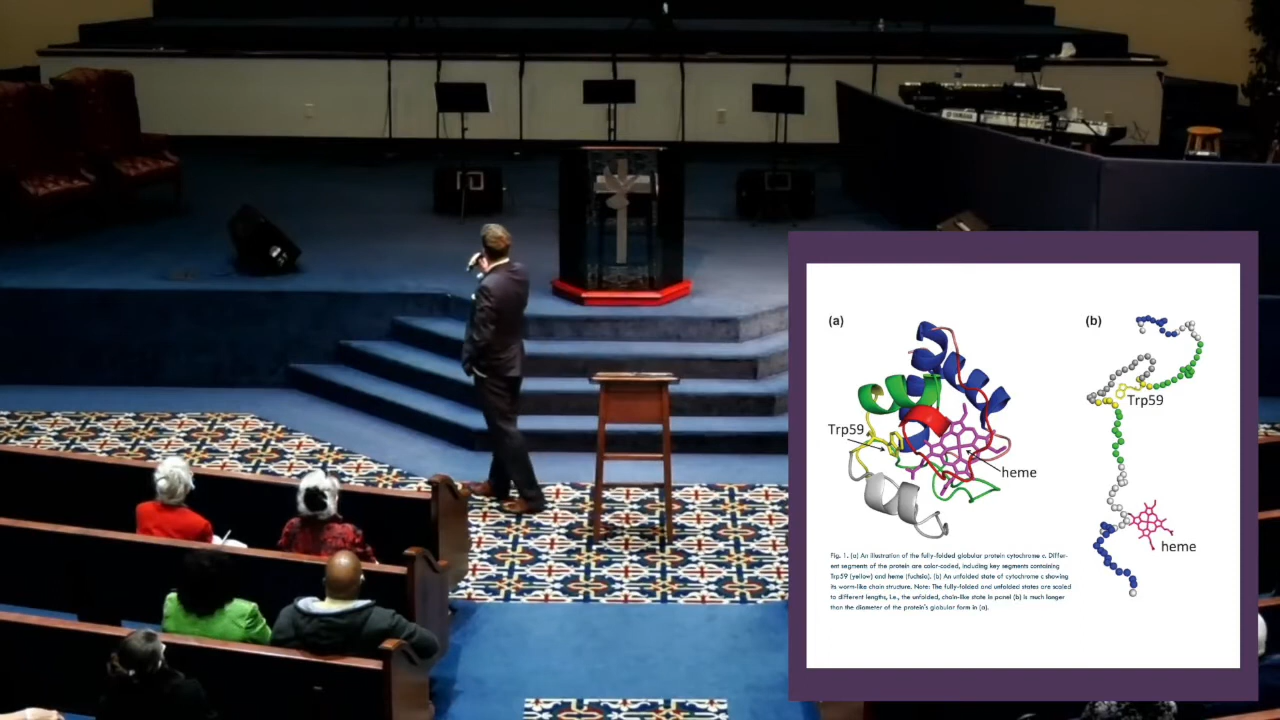 (a)
(b)
Trp59
Trp59
heme
heme
Fig. 1. (a) An illustration of the fully-folded globular protein cytochrome c. Differ-
ent segments of the protein are color-coded, including key segments containing
Trp59 (yellow) and heme (fuchsia). (b) An unfolded state of cytochrome c showing
its worm-like chain structure. Note: The fully-folded and unfolded states are scaled
to different lengths, i.e., the unfolded, chain-like state in panel (b) is much longer
than the diameter of the protein's globular form in (a).